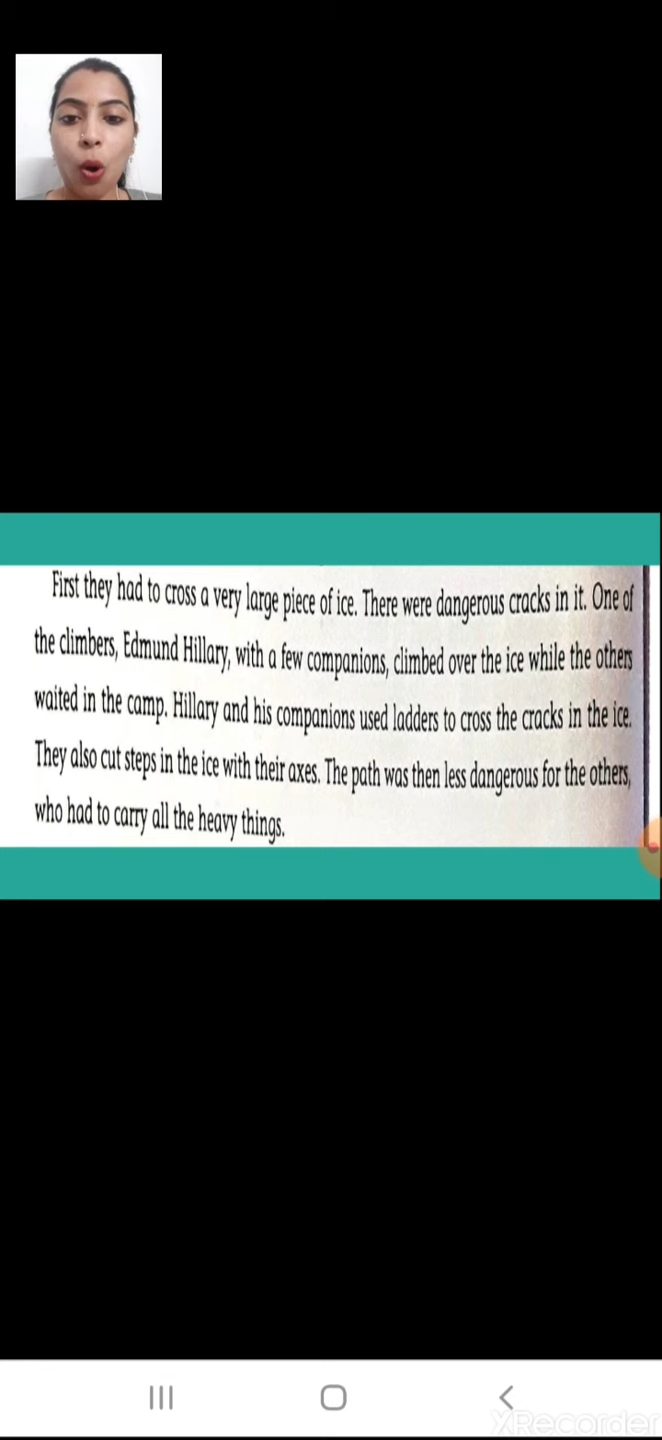 First they had to cross a very large piece of ice. There were dangerous cracks in it. One of
the climbers, Edmund Hillary, with a few companions, climbed over the ice while the others
waited in the camp. Hillary and his companions used ladders to cross the cracks in the ice.
They also cut steps in the ice with their axes. The path was then less dangerous for the others,
who had to carry all the heavy things.
XRecorder